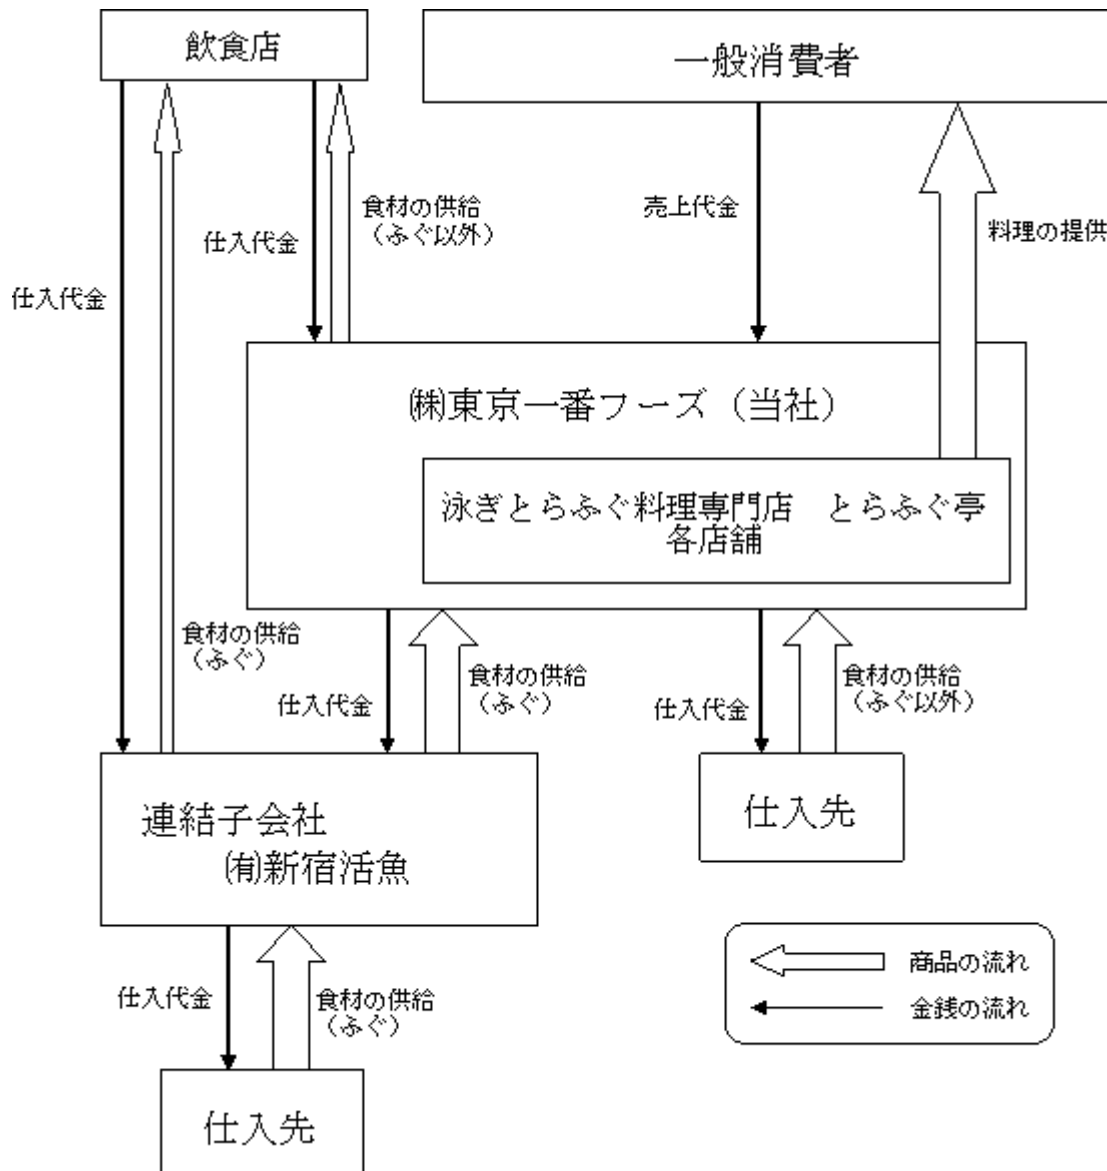 飲食店
一般消費者
食材の供給
（ふぐ以外）
売上代金
仕入代金
料理の提供
仕入代金
㈱東京一番フーズ（当社）
泳ぎとらふぐ料理専門店　とらふぐ亭
各店舗
食材の供給
（ふぐ）
食材の供給
（ふぐ）
食材の供給
（ふぐ以外）
仕入代金
仕入代金
連結子会社
㈲新宿活魚
仕入先
商品の流れ
仕入代金
食材の供給
（ふぐ）
金銭の流れ
仕入先